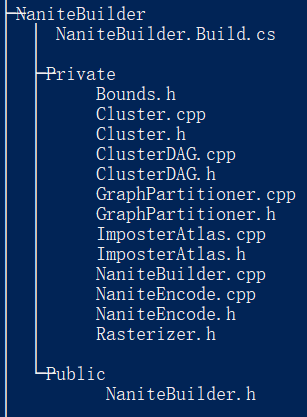 NaniteBuilder
NaniteBuilder.Build.cs
Private
Bounds.h
Cluster.cpp
Cluster.h
ClusterDAG.cpp
ClusterDAG.h
GraphPartitioner.cpp
GraphPartitioner.h
ImposterAtlas.cpp
ImposterAtlas.h
NaniteBuilder.cpp
NaniteEncode.cpp
NaniteEncode.h
Rasterizer.h
Public
NaniteBuilder.h